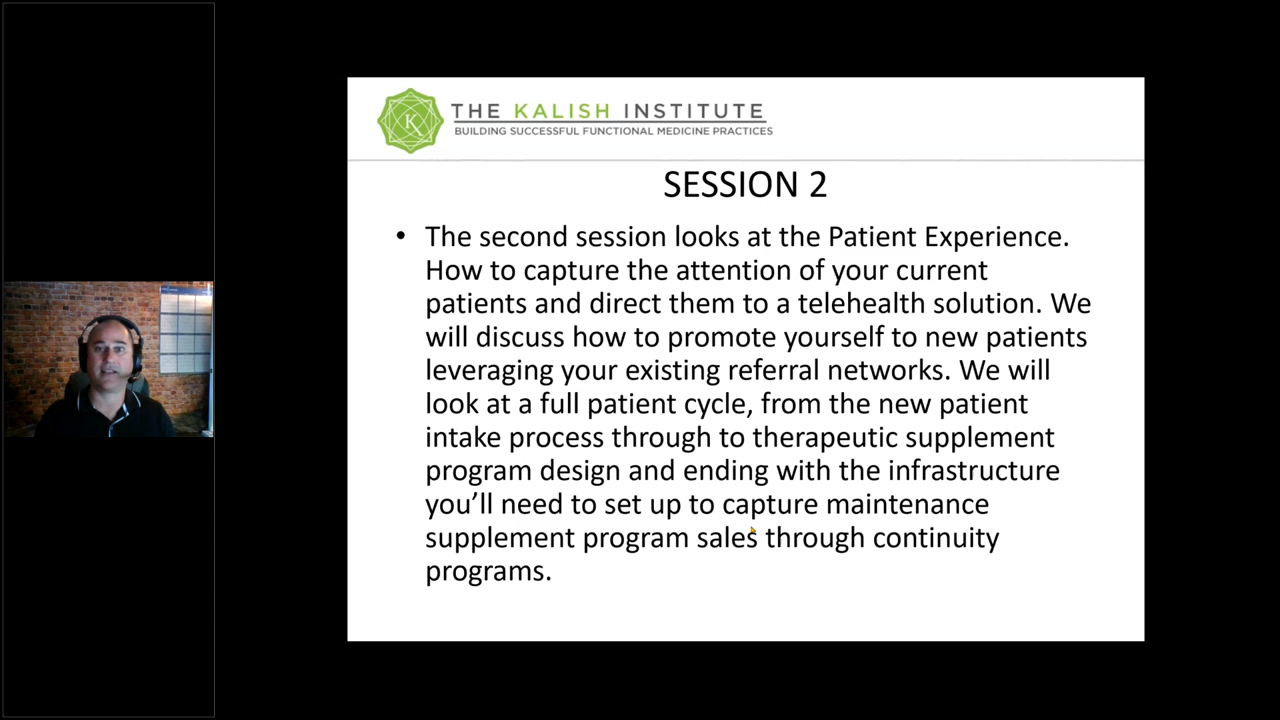 THE KALISH INSTITUTE
BUILDING SUCCESSFUL FUNCTIONAL MEDICINE PRACTICES
SESSION 2
• The second session looks at the Patient Experience.
How to capture the attention of your current
patients and direct them to a telehealth solution. We
will discuss how to promote yourself to new patients
leveraging your existing referral networks. We will
look at a full patient cycle, from the new patient
intake process through to therapeutic supplement
program design and ending with the infrastructure
you’ll need to set up to capture maintenance
supplement program sales through continuity
programs.